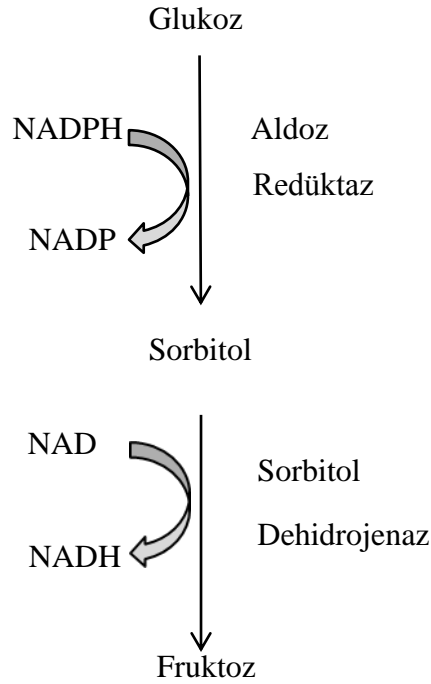 Glukoz
NADPH
Aldoz
Redüktaz
NADP
Sorbitol
NAD
Sorbitol
Dehidrojenaz
NADH
Fruktoz